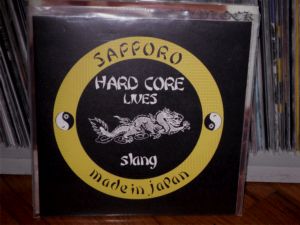 SAPPORO
HARD CORE
LIVES
slang
made in japan